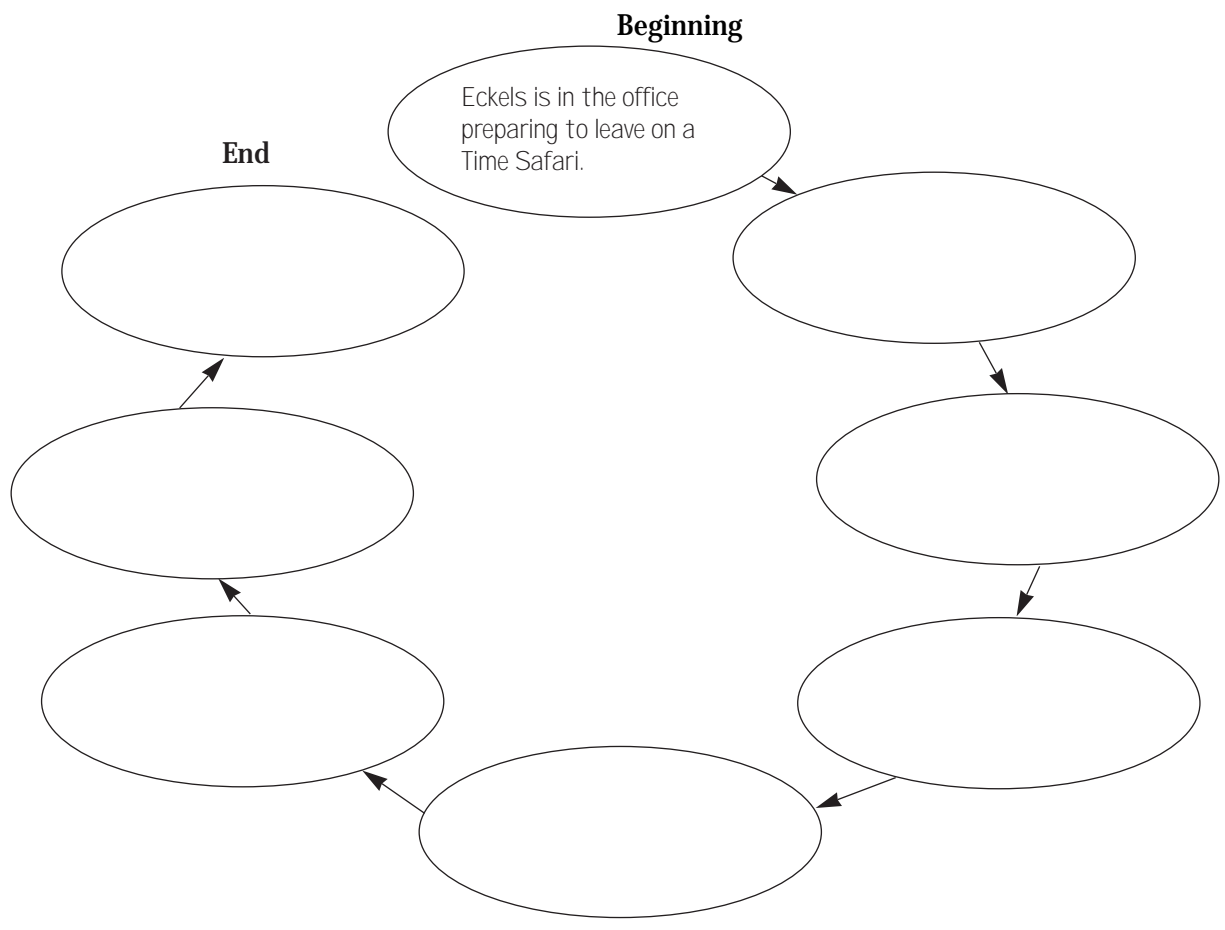 Beginning
Eckels is in the office
preparing to leave on a
Time Safari.
End